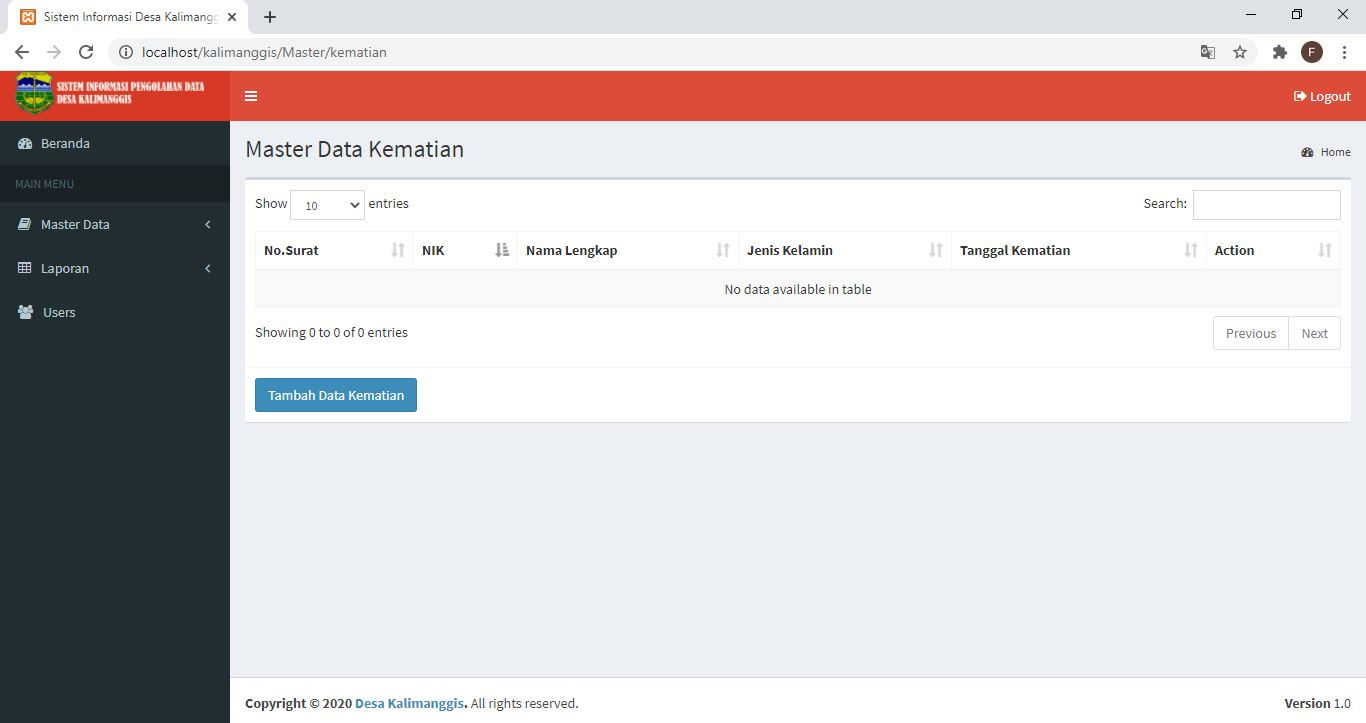 Sistem Informasi Desa Kalimangg
localhost/kalimanggis/Master/kematian
F
SISTEM INFORMASI PENGOLAHAN DATA
DESA KALIMANGGIS
Logout
Beranda
Master Data Kematian
Home
MAIN MENU
Master Data
Laporan
Users
Show 10 entries
Search:
No.Surat NIK Nama Lengkap Jenis Kelamin Tanggal Kematian Action
No data available in table
Showing 0 to 0 of 0 entries
Previous Next
Tambah Data Kematian
Copyright © 2020 Desa Kalimanggis. All rights reserved.
Version 1.0